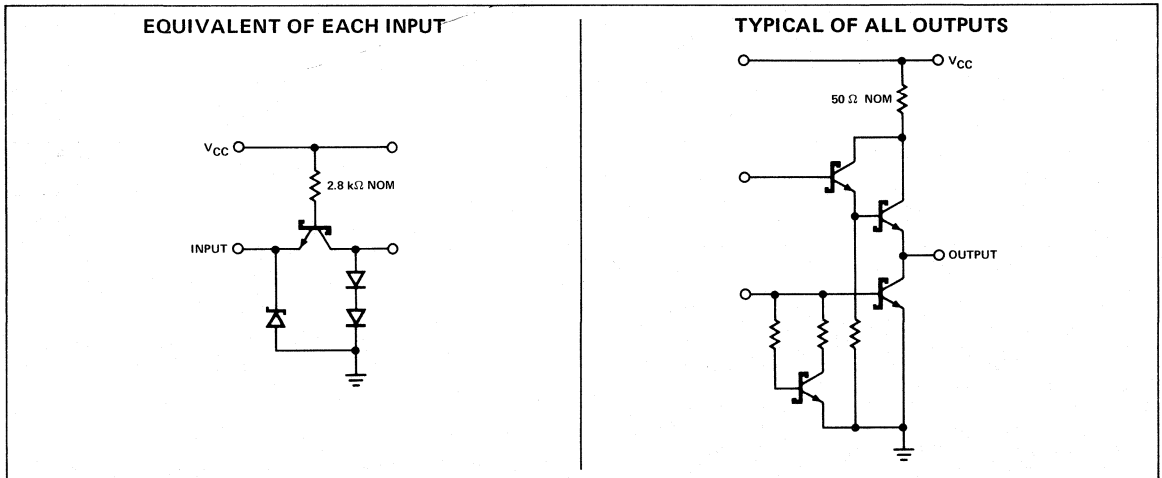 EQUIVALENT OF EACH INPUT
VCC
2.8 kΩ NOM
INPUT
TYPICAL OF ALL OUTPUTS
VCC
50 Ω NOM
OUTPUT